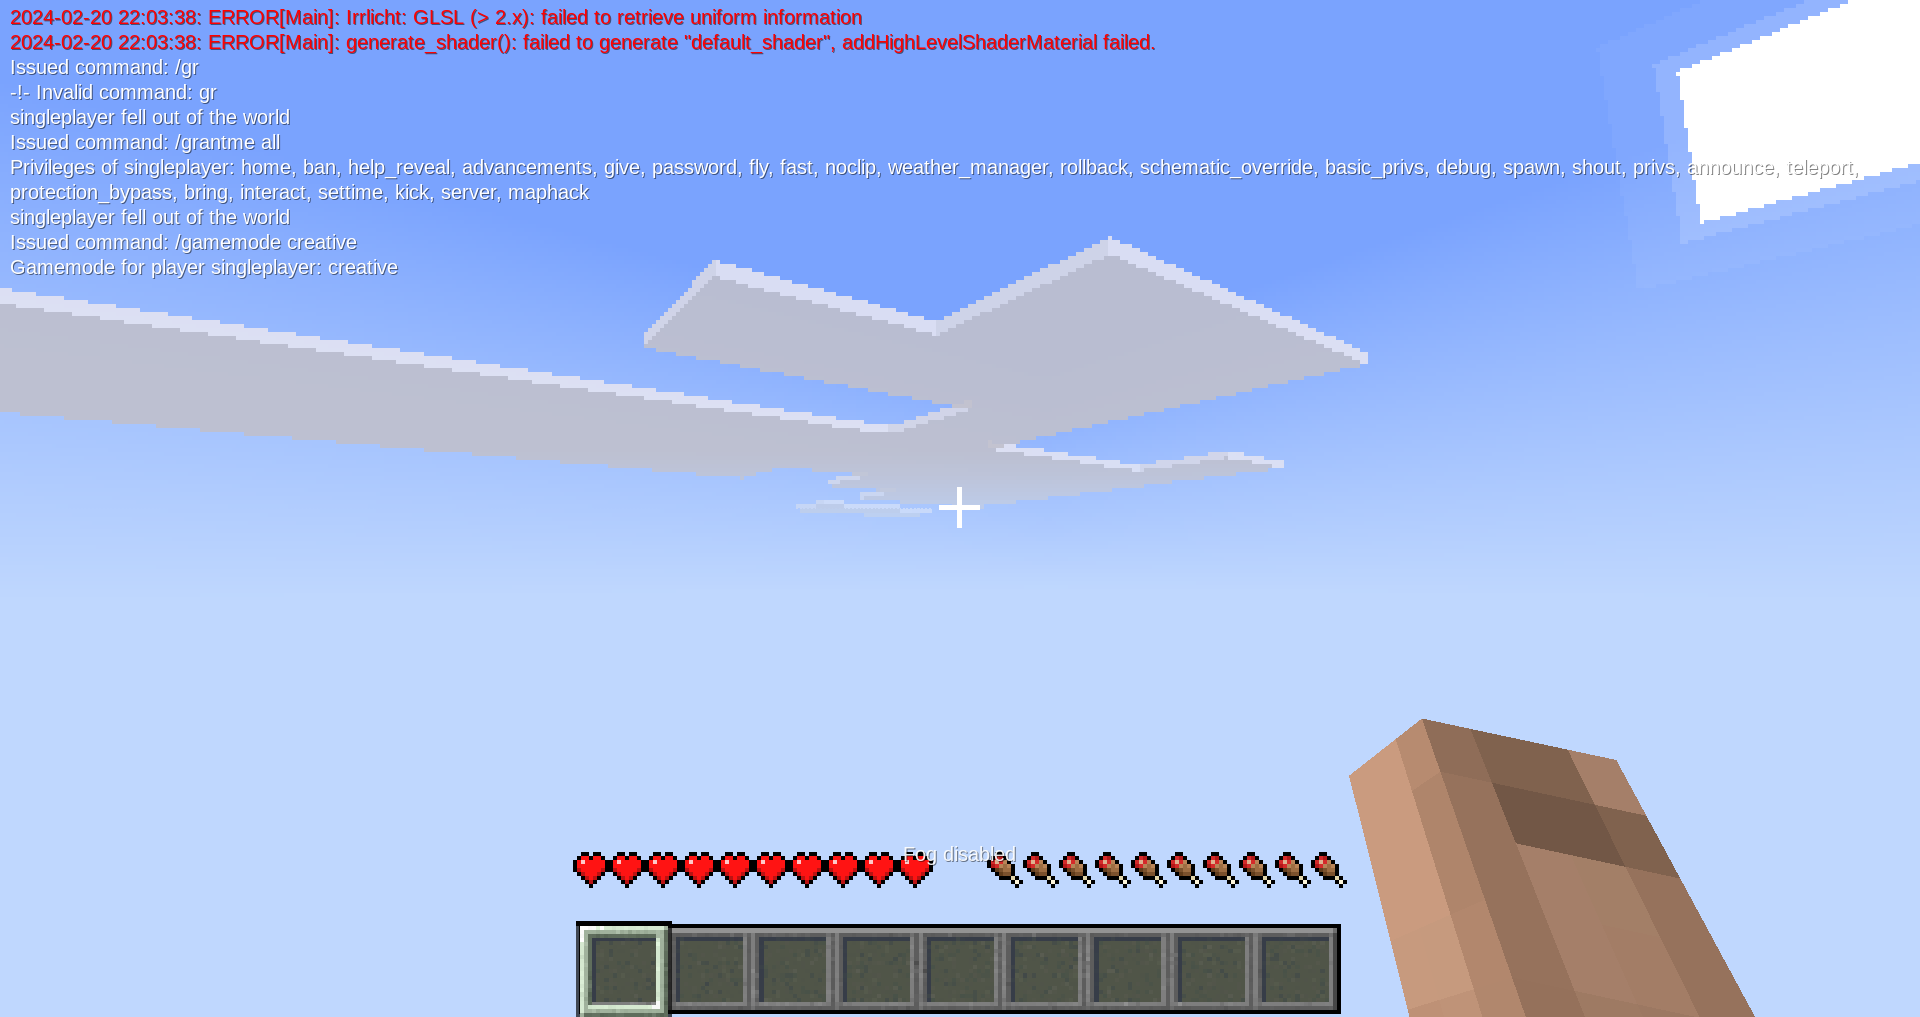 2024-02-20 22:03:38: ERROR[Main]: Irrlicht: GLSL (> 2.x): failed to retrieve uniform information
2024-02-20 22:03:38: ERROR[Main]: generate_shader(): failed to generate "default_shader", addHighLevelShaderMaterial failed.
Issued command: /gr
-!- Invalid command: gr
singleplayer fell out of the world
Issued command: /grantme all
Privileges of singleplayer: home, ban, help_reveal, advancements, give, password, fly, fast, noclip, weather_manager, rollback, schematic_override, basic_privs, debug, spawn, shout, privs, announce, teleport,
protection_bypass, bring, interact, settime, kick, server, maphack
singleplayer fell out of the world
Issued command: /gamemode creative
Gamemode for player singleplayer: creative
Fog disabled